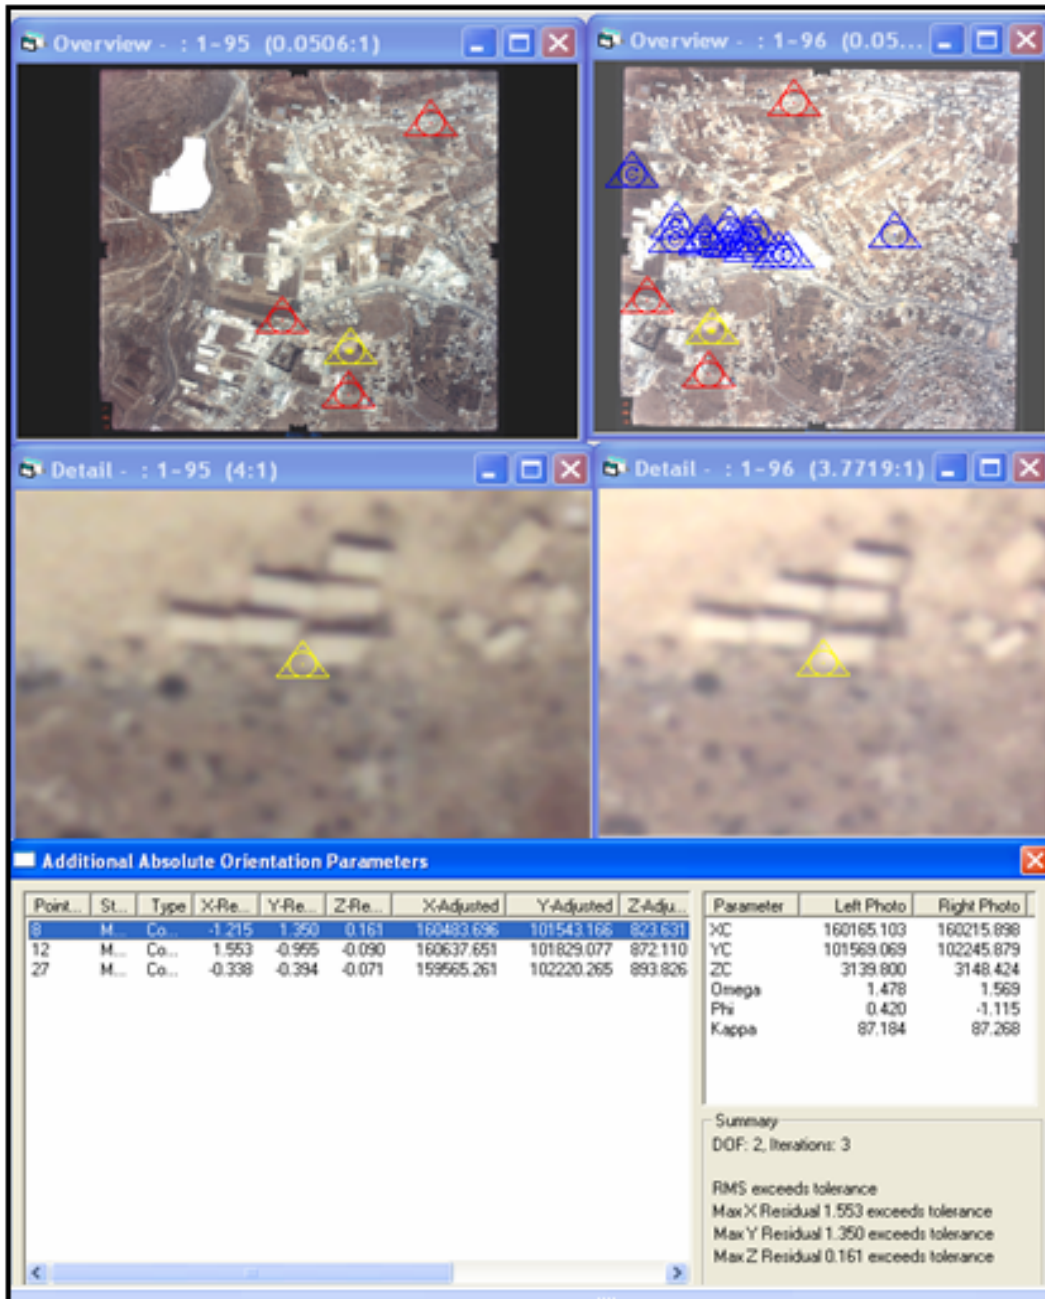 Overview - : 1-95 (0.0506:1)
Overview - : 1-96 (0.05...
Detail - : 1-95 (4:1)
Detail - : 1-96 (3.7719:1)
Additional Absolute Orientation Parameters
Point... St... Type X-Re... Y-Re... Z-Re... X-Adjusted Y-Adjusted Z-Adju...
8 M... Co... -1.215 1.350 0.161 160483.696 101543.166 823.631
12 M... Co... 1.553 -0.955 -0.090 160637.651 101829.077 872.110
27 M... Co... -0.338 -0.394 -0.071 159565.261 102220.265 893.826
Parameter Left Photo Right Photo
XC 160165.103 160215.898
YC 101569.069 102245.879
ZC 3139.800 3148.424
Omega 1.478 1.569
Phi 0.420 -1.115
Kappa 87.184 87.268
Summary
DOF: 2, Iterations: 3
RMS exceeds tolerance
Max X Residual 1.553 exceeds tolerance
Max Y Residual 1.350 exceeds tolerance
Max Z Residual 0.161 exceeds tolerance